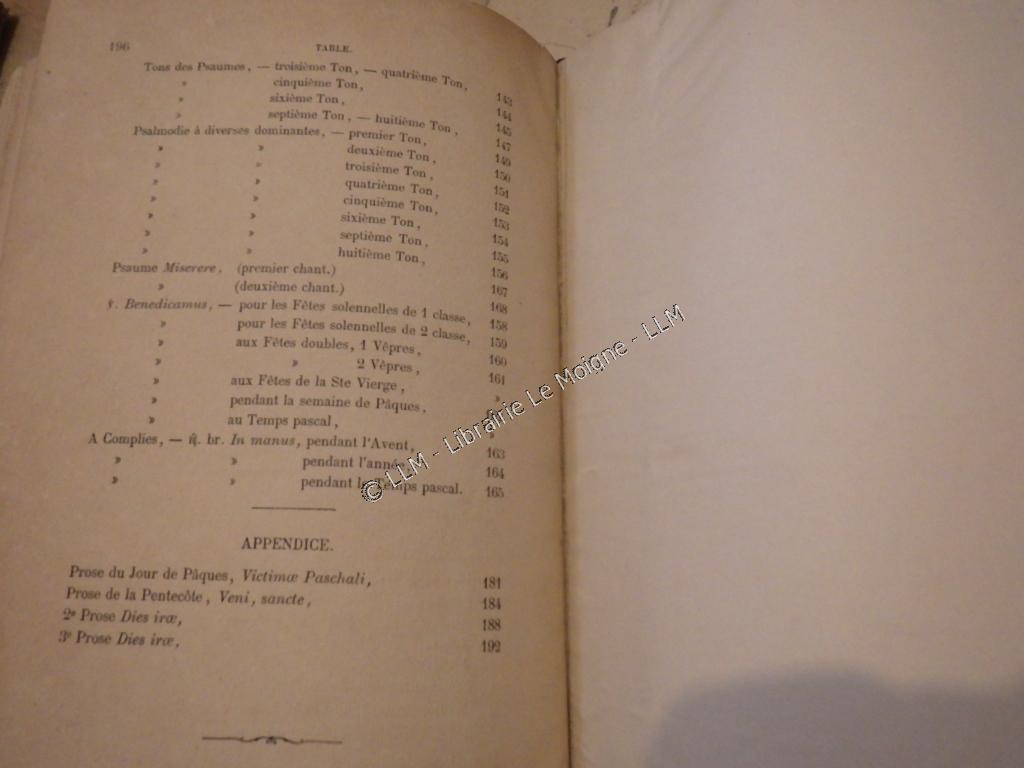 196 TABLE.
Tons des Psaumes, — troisième Ton, — quatrième Ton, 143
» cinquième Ton, 144
» sixième Ton, 145
» septième Ton, — huitième Ton, 147
Psalmodie à diverses dominantes, — premier Ton, 149
» » deuxième Ton, 150
» » troisième Ton, 151
» » quatrième Ton, 152
» » cinquième Ton, 153
» » sixième Ton, 154
» » septième Ton, 155
» » huitième Ton, 156
Psaume Miserere. (premier chant.) 167
» (deuxième chant.) 168
℣. Benedicamus, — pour les Fêtes solennelles de 1 classe, 158
» pour les Fêtes solennelles de 2 classe, 159
» aux Fêtes doubles, 1 Vêpres, 160
» » 2 Vêpres, 161
» aux Fêtes de la Ste Vierge, »
» pendant la semaine de Pâques,
» au Temps pascal, »
A Complies, — ℟. br. In manus, pendant l'Avent, 163
» » pendant l'année, 164
» » pendant le Temps pascal. 165
APPENDICE.
Prose du Jour de Pâques, Victimæ Paschali, 181
Prose de la Pentecôte, Veni, sancte, 184
2e Prose Dies iræ, 188
3e Prose Dies iræ, 192
© LLM - Librairie Le Moigne - LLM